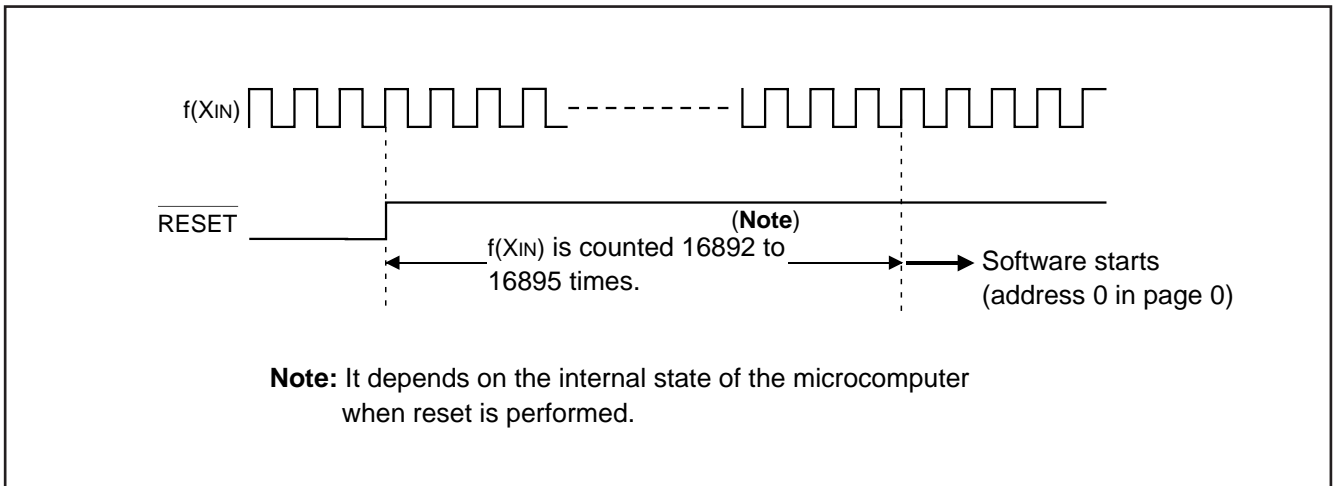 f(XIN)
RESET
(Note)
f(XIN) is counted 16892 to
16895 times.
Software starts
(address 0 in page 0)
Note: It depends on the internal state of the microcomputer
when reset is performed.